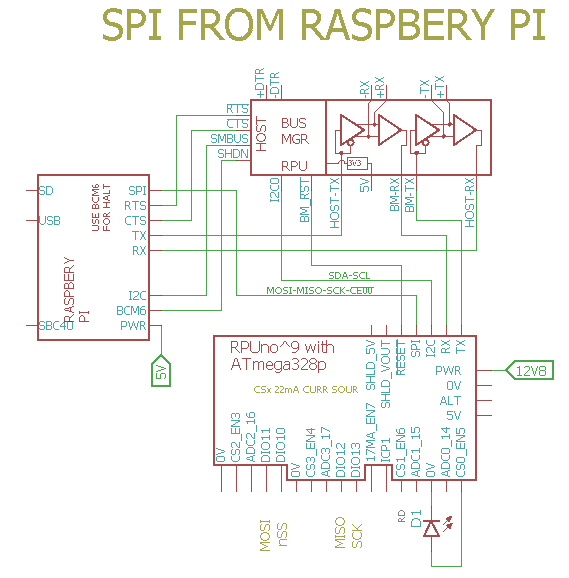 SPI FROM RASPBERY PI
+DTR
-DTR
-RX
+RX
-TX
+TX
RTS
CTS
SMBUS
SHDN
HOST
BUS
MGR
RPU
3V3
I2C0
BM_RST
HOST-TX
5V
BM-RX
BM-TX
HOST-RX
SD
USB
SBC40
USE BCM6
FOR HALT
RASPBERY
PI
SPI
RTS
CTS
TX
RX
I2C
BCM6
PWR
5V
SDA-SCL
MOSI-MISO-SCK-CE00
RPUno^9 with
ATmega328p
CSx 22mA CURR SOUR
SHLD_5V
SHLD_VOUT
RESET
SPI
I2C
RX
TX
PWR
0V
ALT
5V
12V8
0V
CS2_EN3
ADC2_16
DIO11
DIO10
0V
CS3_EN4
ADC3_17
DIO12
DIO13
17MA_EN7
ICP1
CS1_EN6
ADC1_15
0V
ADC0_14
CS0_EN5
MOSI
nSS
MISO
SCK
RD
D1